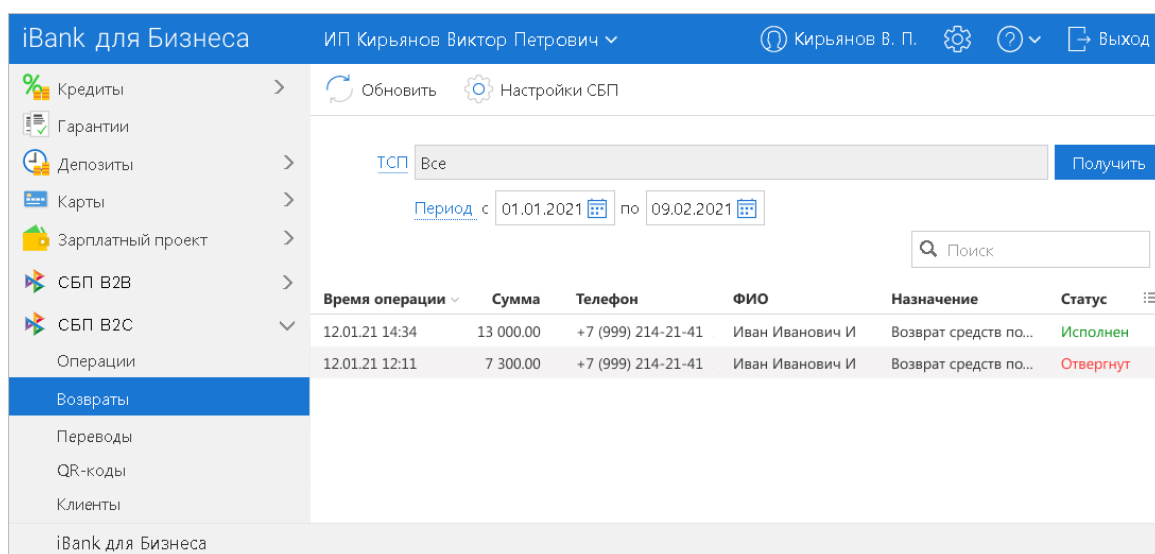 iBank для Бизнеса ИП Кирьянов Виктор Петрович Кирьянов В. П. Выход
Кредиты
Гарантии
Депозиты
Карты
Зарплатный проект
СБП B2B
СБП B2C
Операции
Возвраты
Переводы
QR-коды
Клиенты
iBank для Бизнеса
Обновить Настройки СБП
ТСП Все Получить
Период с 01.01.2021 по 09.02.2021
Поиск
Время операции Сумма Телефон ФИО Назначение Статус
12.01.21 14:34 13 000.00 +7 (999) 214-21-41 Иван Иванович И Возврат средств по... Исполнен
12.01.21 12:11 7 300.00 +7 (999) 214-21-41 Иван Иванович И Возврат средств по... Отвергнут